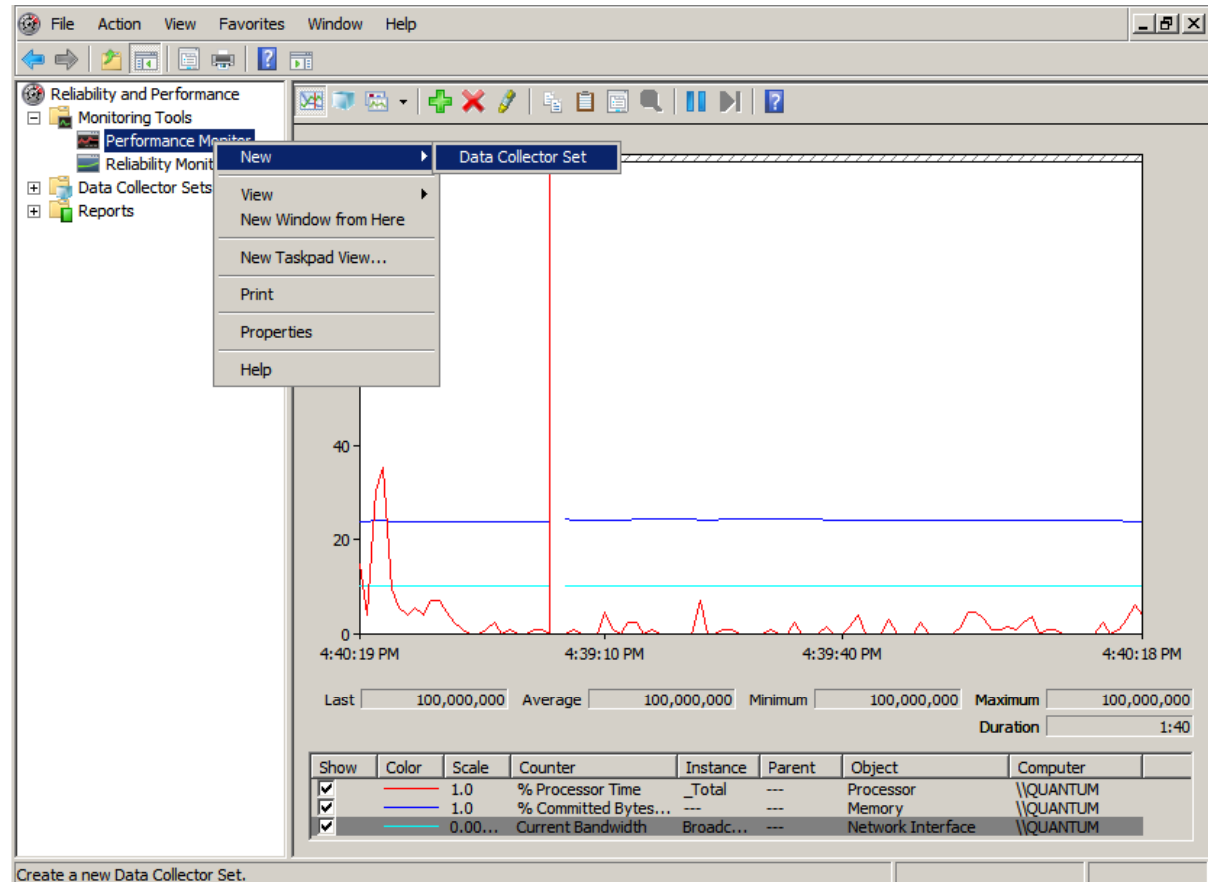 File Action View Favorites Window Help
Reliability and Performance
Monitoring Tools
Performance Monitor
Reliability Monit
Data Collector Sets
Reports
New
Data Collector Set
View
New Window from Here
New Taskpad View...
Print
Properties
Help
40
20
0
4:40:19 PM 4:39:10 PM 4:39:40 PM 4:40:18 PM
Last 100,000,000 Average 100,000,000 Minimum 100,000,000 Maximum 100,000,000
Duration 1:40
Show Color Scale Counter Instance Parent Object Computer
1.0 % Processor Time _Total --- Processor \\QUANTUM
1.0 % Committed Bytes... --- --- Memory \\QUANTUM
0.00... Current Bandwidth Broadc... --- Network Interface \\QUANTUM
Create a new Data Collector Set.